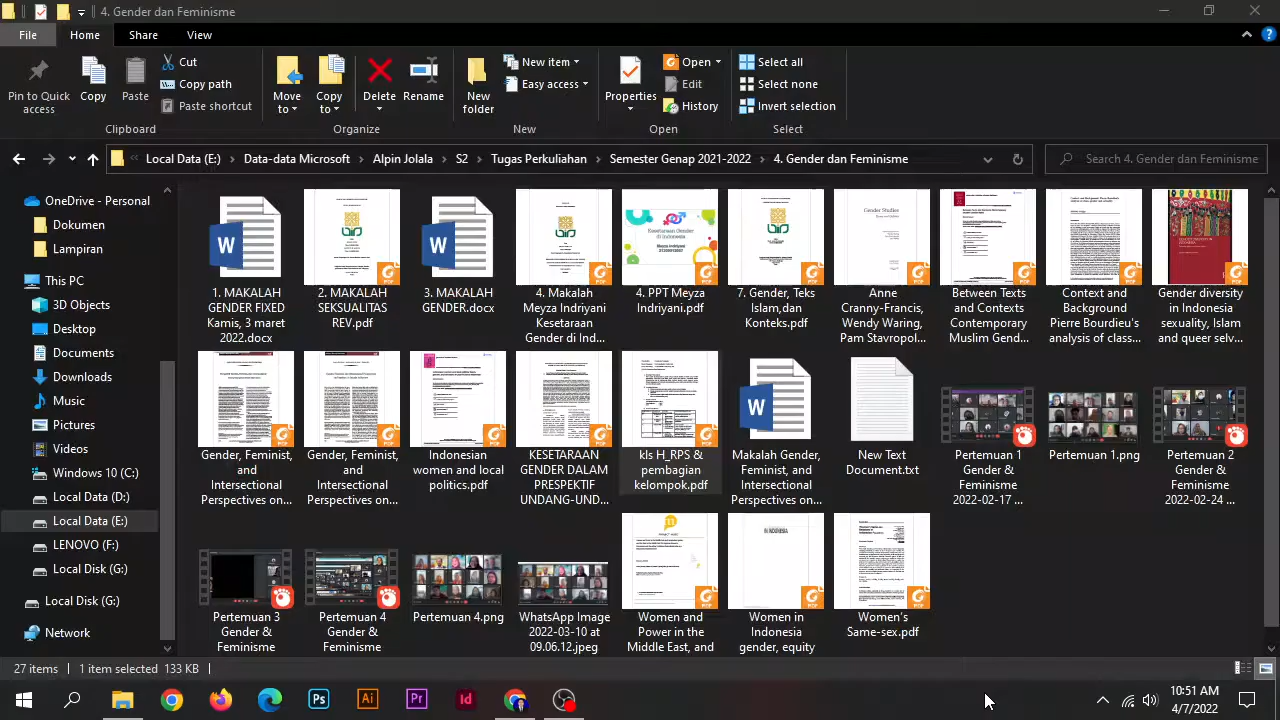 4. Gender dan Feminisme
File
Home
Share
View
Pin to Quick access
Copy
Paste
Cut
Copy path
Paste shortcut
Move to
Copy to
Delete
Rename
New folder
New item
Easy access
Properties
Open
Edit
History
Select all
Select none
Invert selection
Clipboard
Organize
New
Open
Select
Local Data (E:) > Data-data Microsoft > Alpin Jolala > S2 > Tugas Perkuliahan > Semester Genap 2021-2022 > 4. Gender dan Feminisme
Search 4. Gender dan Feminisme
OneDrive - Personal
Dokumen
Lampiran
This PC
3D Objects
Desktop
Documents
Downloads
Music
Pictures
Videos
Windows 10 (C:)
Local Data (D:)
Local Data (E:)
LENOVO (F:)
Local Disk (G:)
Local Disk (G:)
Network
1. MAKALAH
GENDER FIXED
Kamis, 3 maret
2022.docx
2. MAKALAH
SEKSUALITAS
REV.pdf
3. MAKALAH
GENDER.docx
4. Makalah
Meyza Indriyani
Kesetaraan
Gender di Ind...
Kesetaraan Gender
di Indonesia
4. PPT Meyza
Indriyani.pdf
7. Gender, Teks
Islam,dan
Konteks.pdf
Gender Studies
Anne
Cranny-Francis,
Wendy Waring,
Pam Stavropol...
Between Texts
and Contexts
Contemporary
Muslim Gend...
Context and
Background
Pierre Bourdieu's
analysis of class,...
Gender diversity
in Indonesia
sexuality, Islam
and queer selv...
Gender, Feminist,
and
Intersectional
Perspectives on...
Gender, Feminist,
and
Intersectional
Perspectives on...
Indonesian
women and local
politics.pdf
KESETARAAN
GENDER DALAM
PRESPEKTIF
UNDANG-UND...
kls H_RPS &
pembagian
kelompok.pdf
Makalah Gender,
Feminist, and
Intersectional
Perspectives on...
New Text
Document.txt
Pertemuan 1
Gender &
Feminisme
2022-02-17 ...
Pertemuan 1.png
Pertemuan 2
Gender &
Feminisme
2022-02-24 ...
Pertemuan 3
Gender &
Feminisme
Pertemuan 4
Gender &
Feminisme
Pertemuan 4.png
WhatsApp Image
2022-03-10 at
09.06.12.jpeg
Women and
Power in the
Middle East, and
IN INDONESIA
Women in
Indonesia
gender, equity
Women's
Same-sex.pdf
27 items
1 item selected 133 KB
Ps
Ai
Pr
Id
10:51 AM
4/7/2022